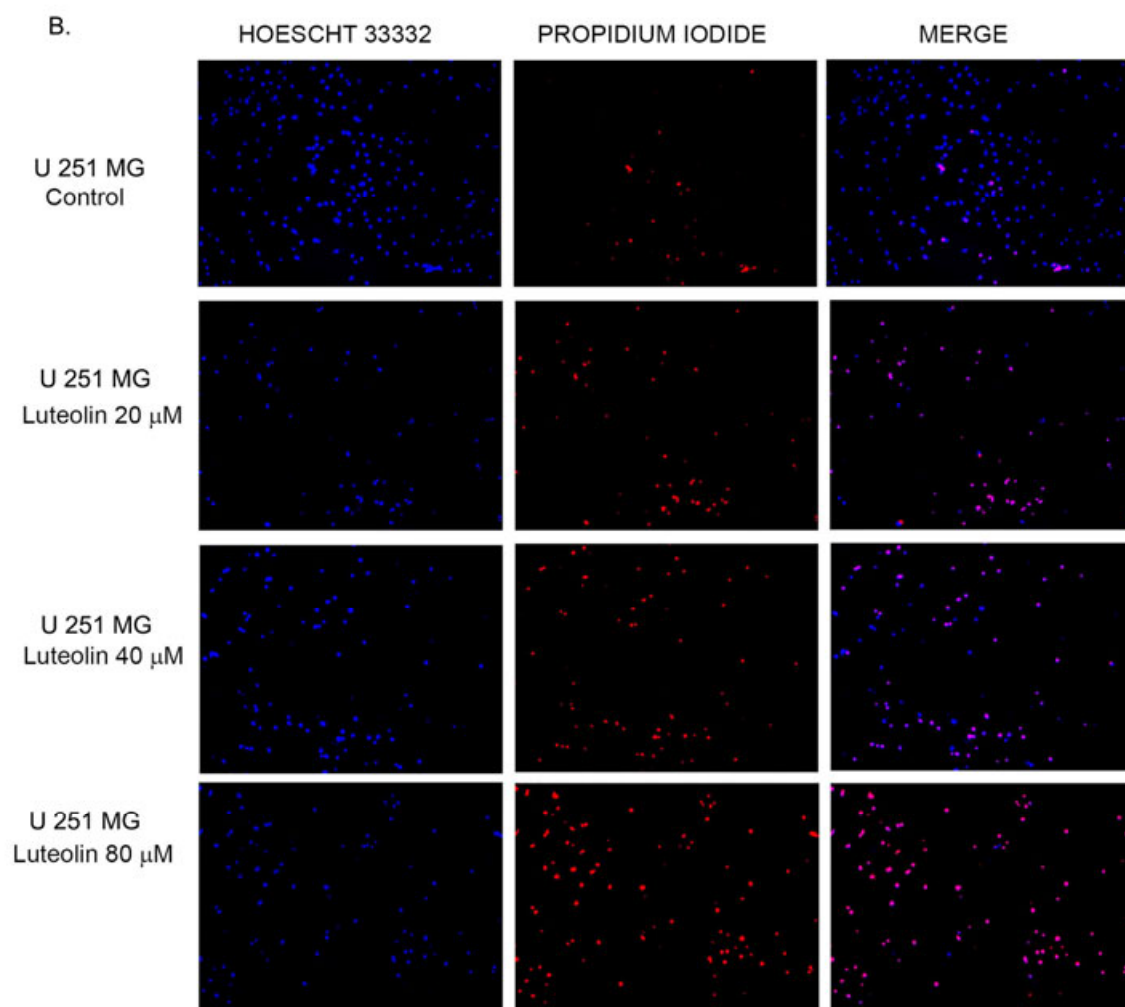 B.
HOESCHT 33332
PROPIDIUM IODIDE
MERGE
U 251 MG
Control
U 251 MG
Luteolin 20 μM
U 251 MG
Luteolin 40 μM
U 251 MG
Luteolin 80 μM